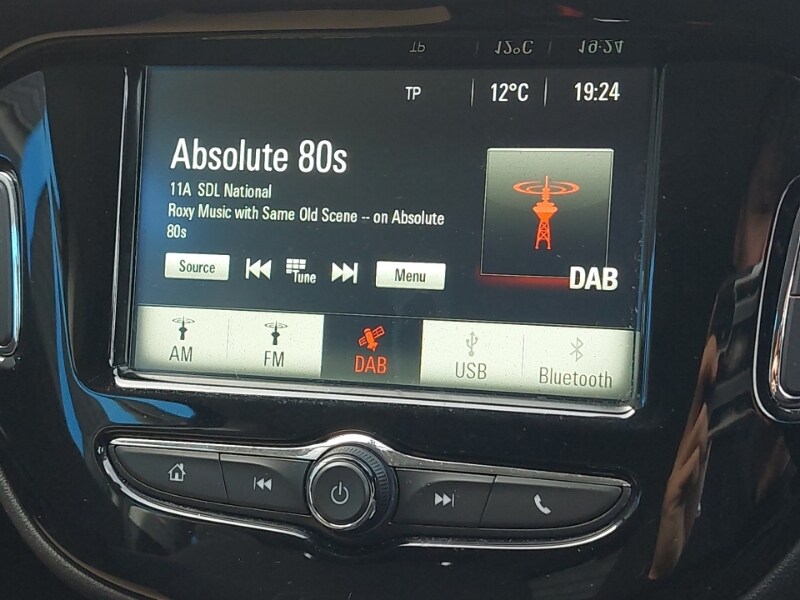 TP 12°C 19:24
Absolute 80s
11A SDL National
Roxy Music with Same Old Scene -- on Absolute
80s
Source Tune Menu
DAB
AM FM DAB USB Bluetooth